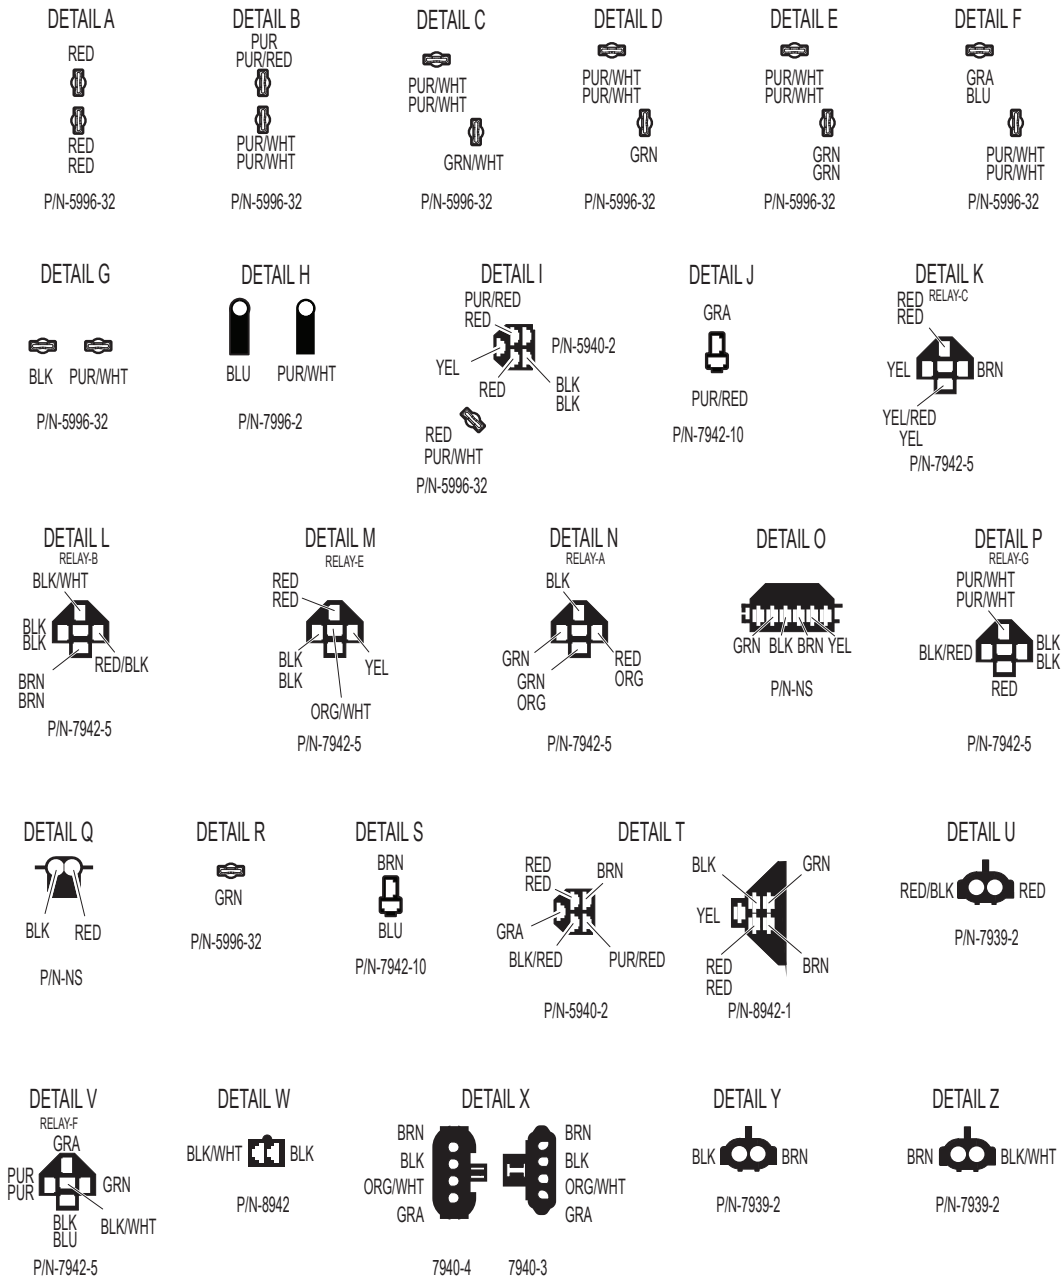 DETAIL A
RED
RED
RED
P/N-5996-32
DETAIL B
PUR
PUR/RED
PUR/WHT
PUR/WHT
P/N-5996-32
DETAIL C
PUR/WHT
PUR/WHT
GRN/WHT
P/N-5996-32
DETAIL D
PUR/WHT
PUR/WHT
GRN
P/N-5996-32
DETAIL E
PUR/WHT
PUR/WHT
GRN
GRN
P/N-5996-32
DETAIL F
GRA
BLU
PUR/WHT
PUR/WHT
P/N-5996-32
DETAIL G
BLK PUR/WHT
P/N-5996-32
DETAIL H
BLU PUR/WHT
P/N-7996-2
DETAIL I
PUR/RED
RED
P/N-5940-2
YEL
RED
BLK
BLK
RED
PUR/WHT
P/N-5996-32
DETAIL J
GRA
PUR/RED
P/N-7942-10
DETAIL K
RELAY-C
RED
RED
YEL
BRN
YEL/RED
YEL
P/N-7942-5
DETAIL L
RELAY-B
BLK/WHT
BLK
BLK
RED/BLK
BRN
BRN
P/N-7942-5
DETAIL M
RELAY-E
RED
RED
BLK
BLK
YEL
ORG/WHT
P/N-7942-5
DETAIL N
RELAY-A
BLK
GRN
RED
ORG
GRN
ORG
P/N-7942-5
DETAIL O
GRN BLK BRN YEL
P/N-NS
DETAIL P
RELAY-G
PUR/WHT
PUR/WHT
BLK/RED
BLK
BLK
RED
P/N-7942-5
DETAIL Q
BLK RED
P/N-NS
DETAIL R
GRN
P/N-5996-32
DETAIL S
BRN
BLU
P/N-7942-10
DETAIL T
RED
RED
BRN
GRA
BLK/RED
PUR/RED
P/N-5940-2
BLK
GRN
YEL
RED
RED
BRN
P/N-8942-1
DETAIL U
RED/BLK RED
P/N-7939-2
DETAIL V
RELAY-F
GRA
PUR
PUR
GRN
BLK
BLU
BLK/WHT
P/N-7942-5
DETAIL W
BLK/WHT BLK
P/N-8942
DETAIL X
BRN
BLK
ORG/WHT
GRA
7940-4
BRN
BLK
ORG/WHT
GRA
7940-3
DETAIL Y
BLK BRN
P/N-7939-2
DETAIL Z
BRN BLK/WHT
P/N-7939-2